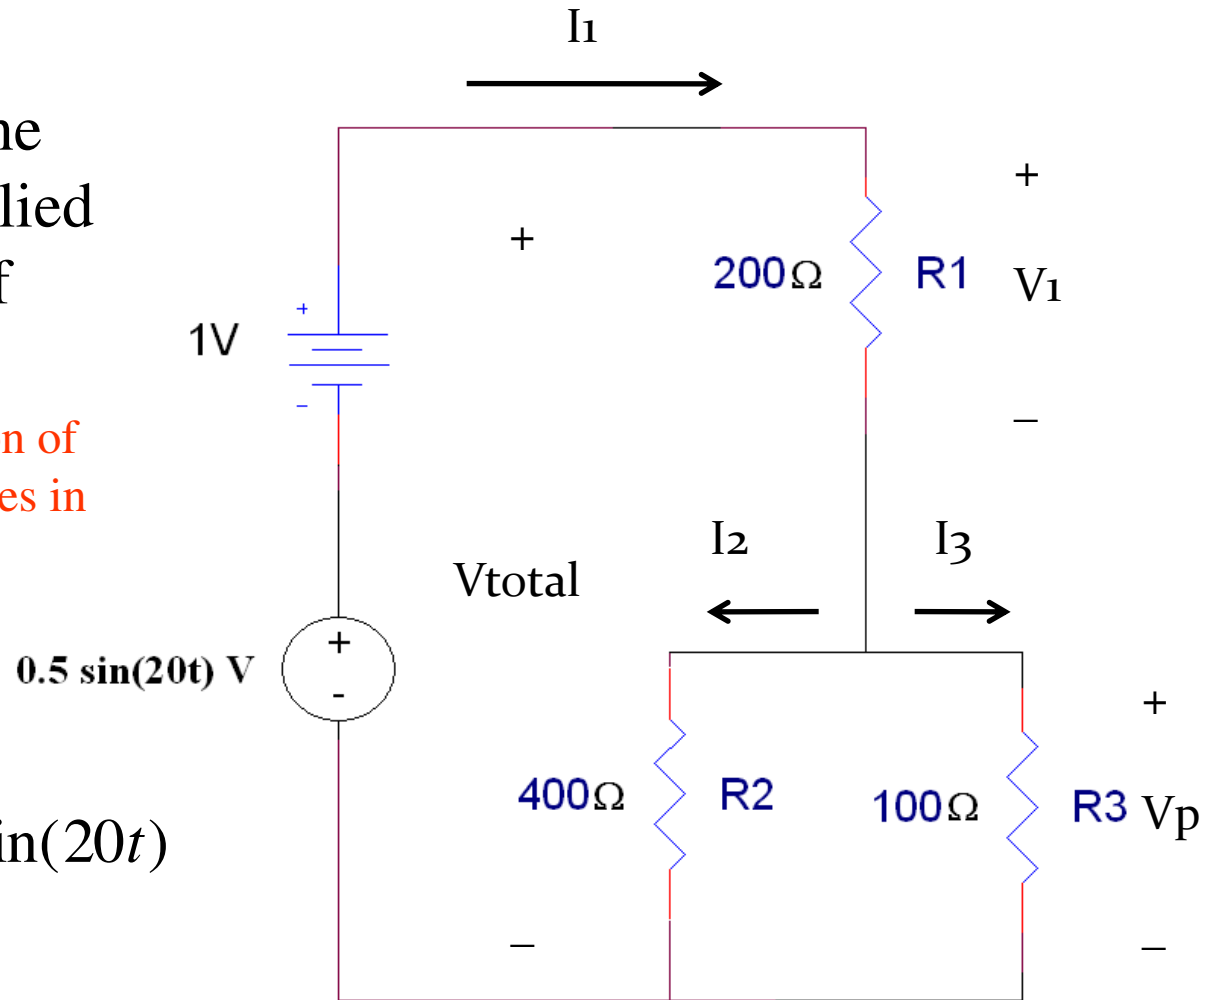 I1
he
lied
f
+
+
200Ω R1 V1
+
1V
−
n of
−
es in
I2 I3
Vtotal
+
0.5 sin(20t) V
-
+
400Ω R2 100Ω R3 Vp
in(20t)
−
−